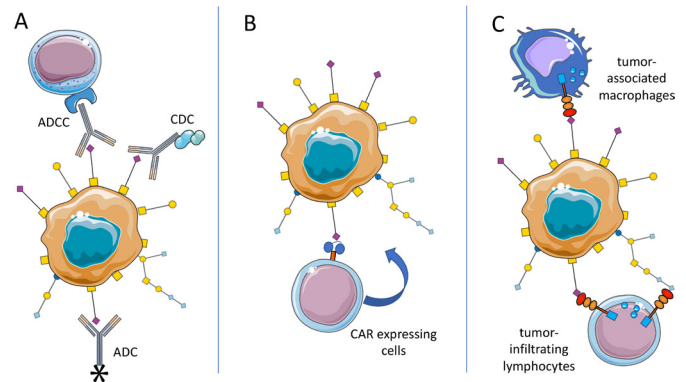 A
ADCC
CDC
ADC
*
B
CAR expressing
cells
C
tumor-
associated
macrophages
tumor-
infiltrating
lymphocytes